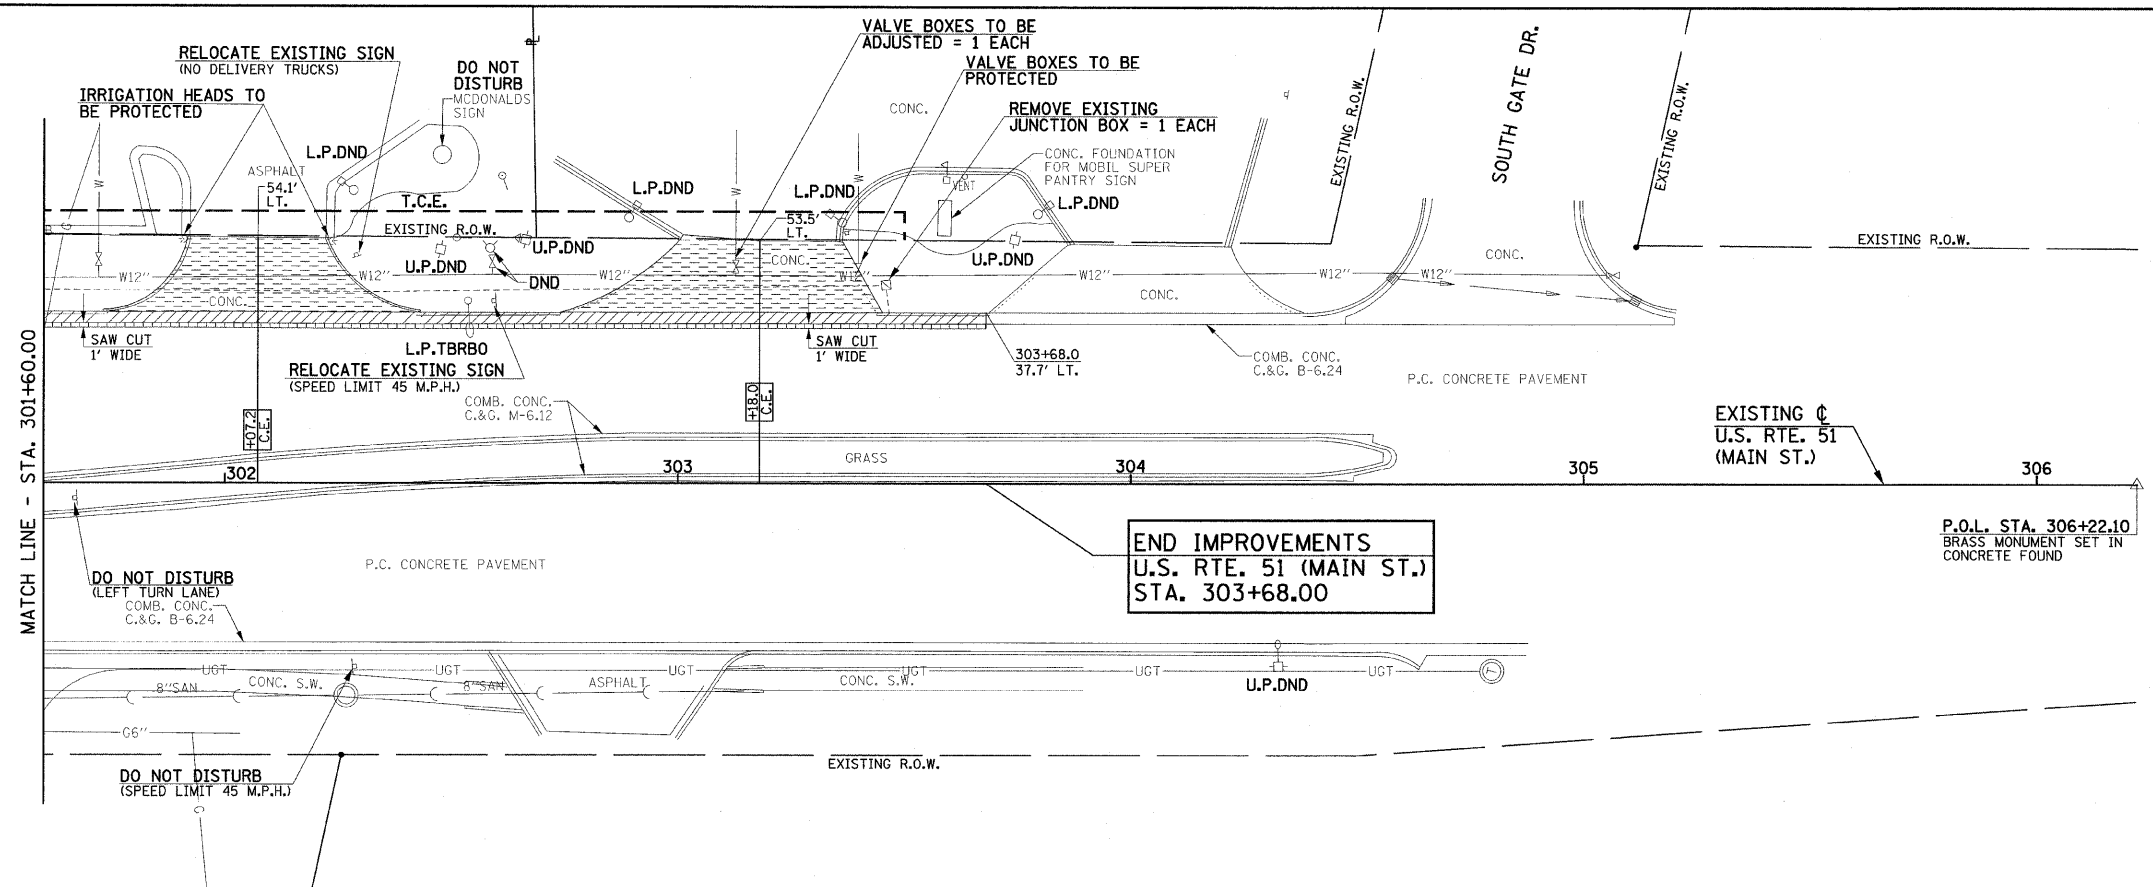 VALVE BOXES TO BE
ADJUSTED = 1 EACH
RELOCATE EXISTING SIGN
(NO DELIVERY TRUCKS)
DO NOT
DISTURB
MCDONALDS
SIGN
VALVE BOXES TO BE
PROTECTED
IRRIGATION HEADS TO
BE PROTECTED
CONC.
REMOVE EXISTING
JUNCTION BOX = 1 EACH
EXISTING R.O.W.
SOUTH GATE DR.
EXISTING R.O.W.
L.P.DND
CONC. FOUNDATION
FOR MOBIL SUPER
PANTRY SIGN
ASPHALT
54.1'
LT.
T.C.E.
L.P.DND
L.P.DND
VENT
L.P.DND
W
W
W
53.5'
LT.
EXISTING R.O.W.
U.P.DND
U.P.DND
U.P.DND
DND
CONC.
CONC.
EXISTING R.O.W.
W12"
W12"
W12"
W12"
W12"
W12"
W12"
CONC.
CONC.
SAW CUT
1' WIDE
L.P.TBRBO
SAW CUT
1' WIDE
303+68.0
37.7' LT.
COMB. CONC.
C.&G. B-6.24
P.C. CONCRETE PAVEMENT
RELOCATE EXISTING SIGN
(SPEED LIMIT 45 M.P.H.)
COMB. CONC.
C.&G. M-6.12
+07.2
C.E.
+18.0
C.E.
EXISTING ℄
U.S. RTE. 51
(MAIN ST.)
GRASS
302
303
304
305
306
MATCH LINE - STA. 301+60.00
END IMPROVEMENTS
U.S. RTE. 51 (MAIN ST.)
STA. 303+68.00
P.O.L. STA. 306+22.10
BRASS MONUMENT SET IN
CONCRETE FOUND
P.C. CONCRETE PAVEMENT
DO NOT DISTURB
(LEFT TURN LANE)
COMB. CONC.
C.&G. B-6.24
UGT
UGT
UGT
UGT
UGT
UGT
8"SAN
CONC. S.W.
8"SAN
ASPHALT
CONC. S.W.
T
U.P.DND
G6"
DO NOT DISTURB
(SPEED LIMIT 45 M.P.H.)
EXISTING R.O.W.
G